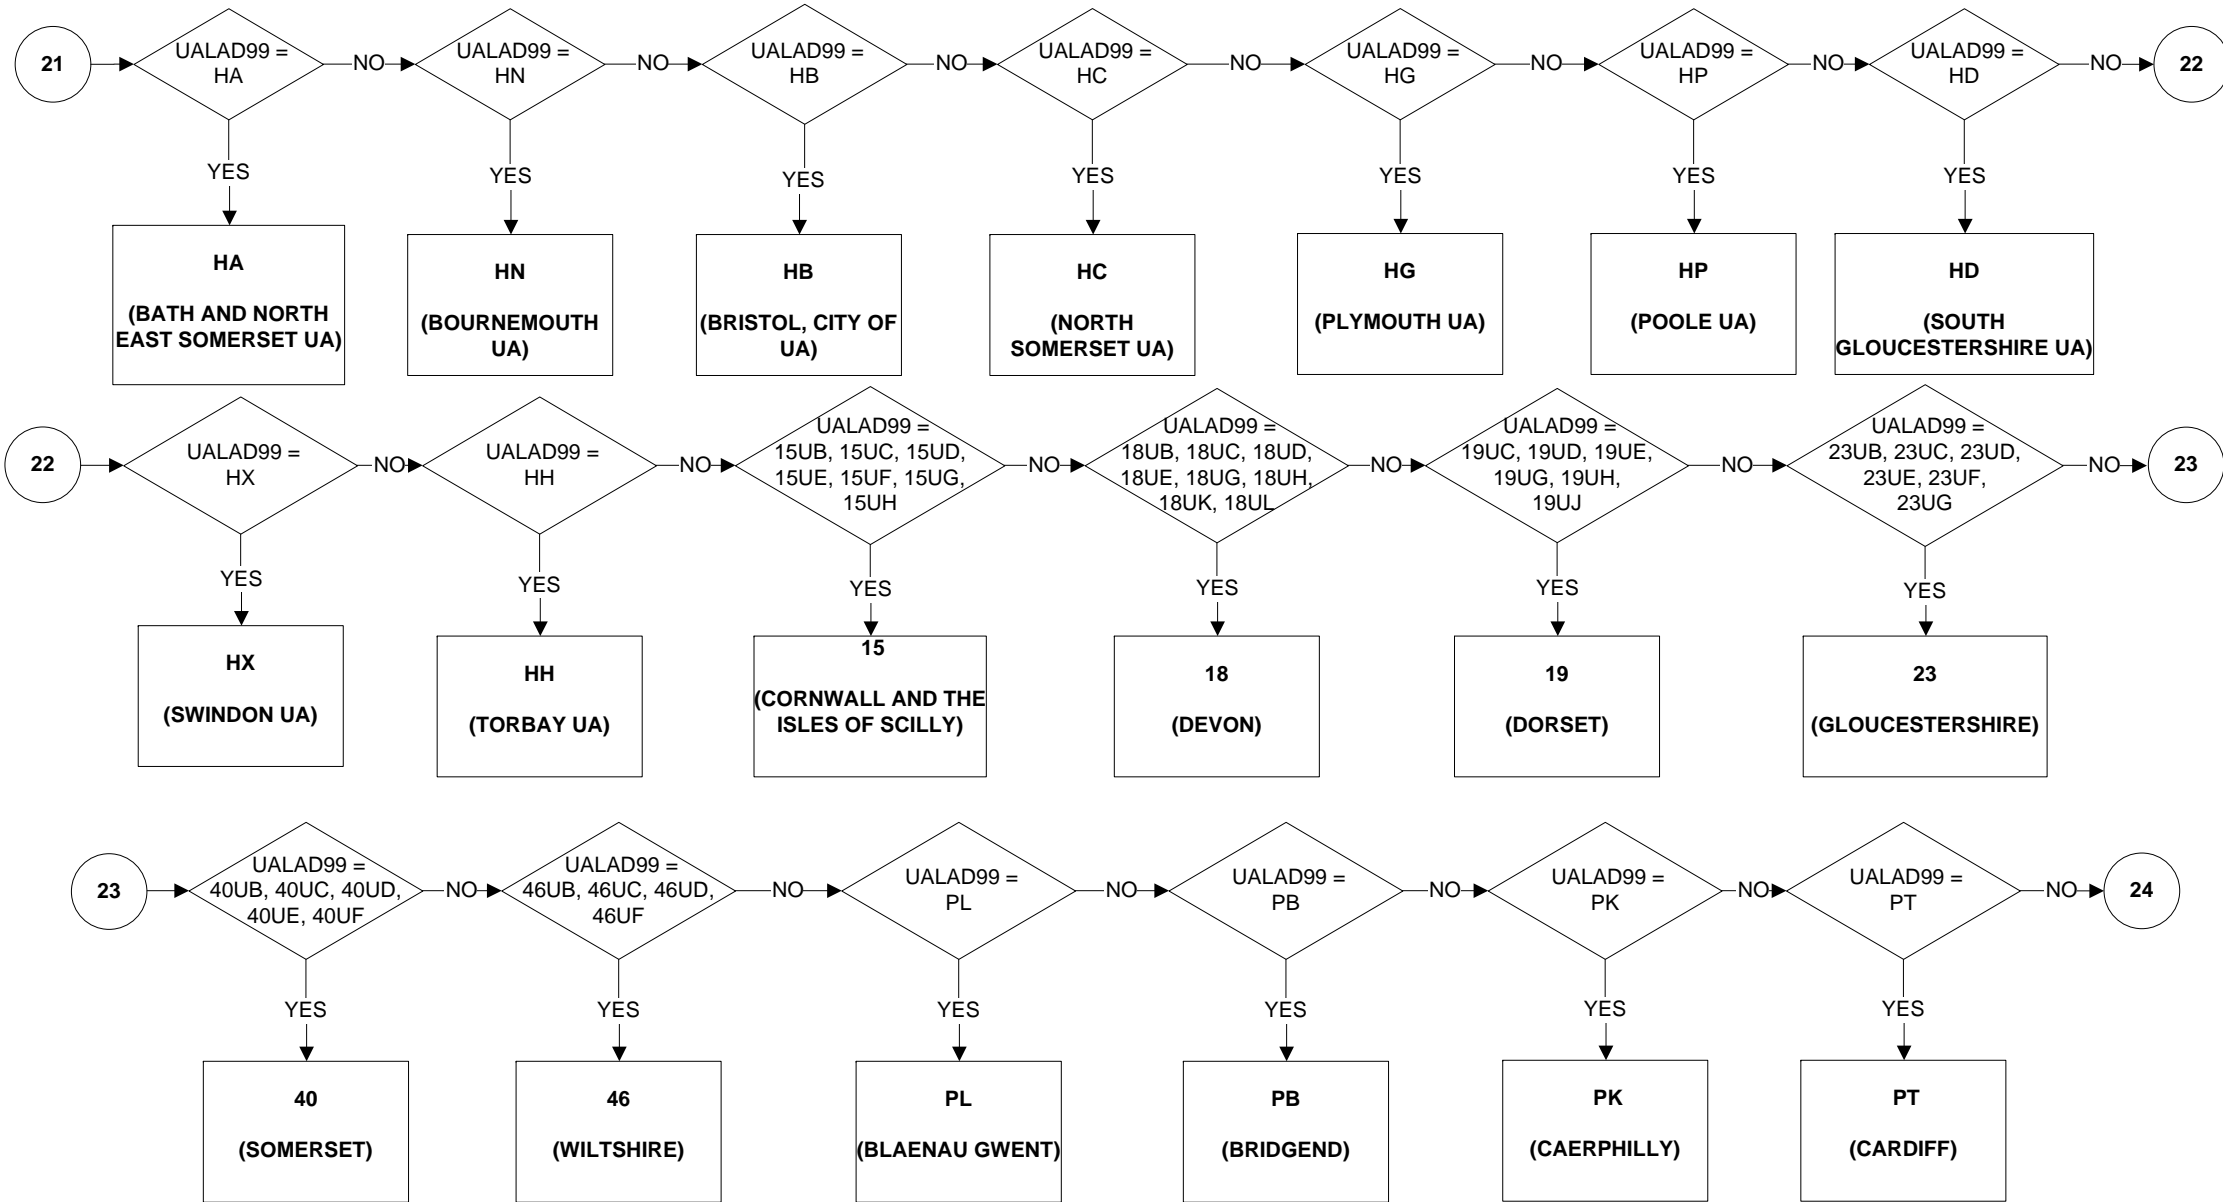 21
UALAD99 =
HA
NO
UALAD99 =
HN
NO
UALAD99 =
HB
NO
UALAD99 =
HC
NO
UALAD99 =
HG
NO
UALAD99 =
HP
NO
UALAD99 =
HD
NO
22
YES
YES
YES
YES
YES
YES
YES
HA
(BATH AND NORTH
EAST SOMERSET UA)
HN
(BOURNEMOUTH
UA)
HB
(BRISTOL, CITY OF
UA)
HC
(NORTH
SOMERSET UA)
HG
(PLYMOUTH UA)
HP
(POOLE UA)
HD
(SOUTH
GLOUCESTERSHIRE UA)
22
UALAD99 =
HX
NO
UALAD99 =
HH
NO
UALAD99 =
15UB, 15UC, 15UD,
15UE, 15UF, 15UG,
15UH
NO
UALAD99 =
18UB, 18UC, 18UD,
18UE, 18UG, 18UH,
18UK, 18UL
NO
UALAD99 =
19UC, 19UD, 19UE,
19UG, 19UH,
19UJ
NO
UALAD99 =
23UB, 23UC, 23UD,
23UE, 23UF,
23UG
NO
23
YES
YES
YES
YES
YES
YES
HX
(SWINDON UA)
HH
(TORBAY UA)
15
(CORNWALL AND THE
ISLES OF SCILLY)
18
(DEVON)
19
(DORSET)
23
(GLOUCESTERSHIRE)
23
UALAD99 =
40UB, 40UC, 40UD,
40UE, 40UF
NO
UALAD99 =
46UB, 46UC, 46UD,
46UF
NO
UALAD99 =
PL
NO
UALAD99 =
PB
NO
UALAD99 =
PK
NO
UALAD99 =
PT
NO
24
YES
YES
YES
YES
YES
YES
40
(SOMERSET)
46
(WILTSHIRE)
PL
(BLAENAU GWENT)
PB
(BRIDGEND)
PK
(CAERPHILLY)
PT
(CARDIFF)